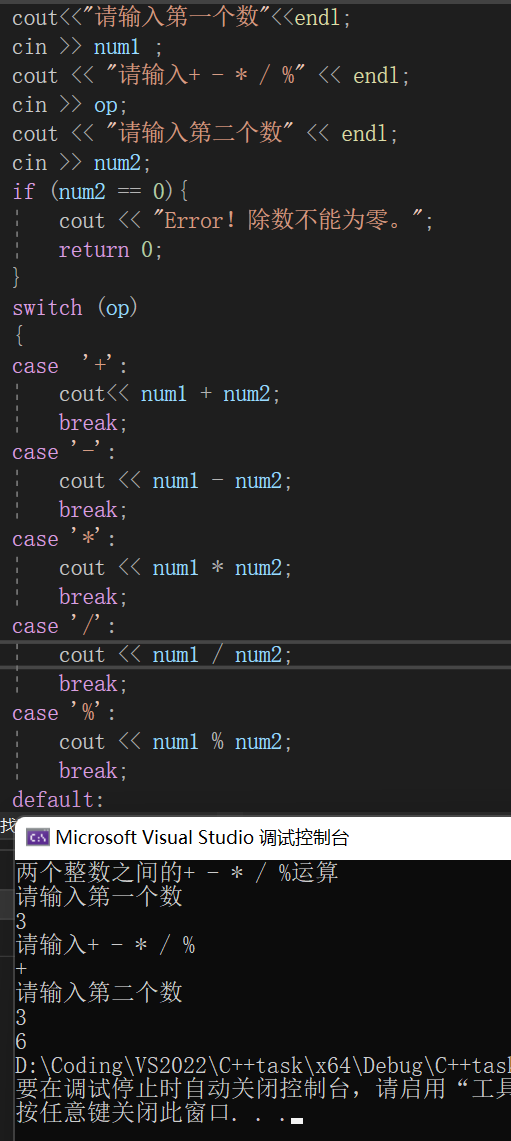 cout<<"请输入第一个数"<<endl;
cin >> num1 ;
cout << "请输入+ - * / %" << endl;
cin >> op;
cout << "请输入第二个数" << endl;
cin >> num2;
if (num2 == 0){
cout << "Error！除数不能为零。";
return 0;
}
switch (op)
{
case  '+':
cout<< num1 + num2;
break;
case '-':
cout << num1 - num2;
break;
case '*':
cout << num1 * num2;
break;
case '/':
cout << num1 / num2;
break;
case '%':
cout << num1 % num2;
break;
default:
找
Microsoft Visual Studio 调试控制台
两个整数之间的+ - * / %运算
请输入第一个数
3
请输入+ - * / %
+
请输入第二个数
3
6
D:\Coding\VS2022\C++task\x64\Debug\C++task
要在调试停止时自动关闭控制台，请启用“工具
按任意键关闭此窗口. . .